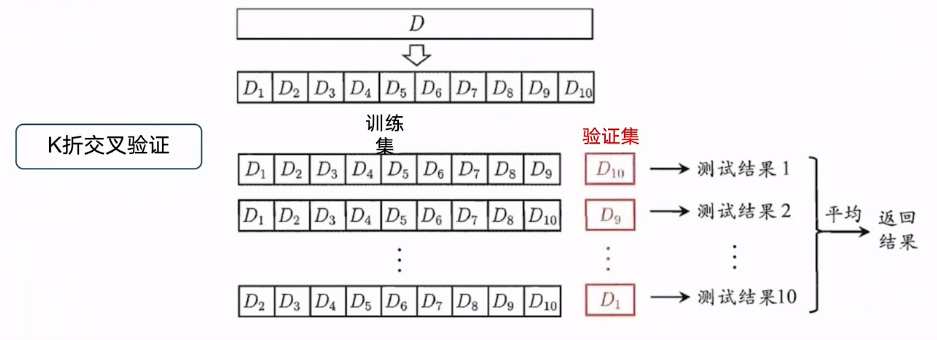 D
D₁ D₂ D₃ D₄ D₅ D₆ D₇ D₈ D₉ D₁₀
K折交叉验证
训练
集
验证集
D₁ D₂ D₃ D₄ D₅ D₆ D₇ D₈ D₉ D₁₀ 测试结果1
D₁ D₂ D₃ D₄ D₅ D₆ D₇ D₈ D₁₀ D₉ 测试结果2
平均
返回
结果
D₂ D₃ D₄ D₅ D₆ D₇ D₈ D₉ D₁₀ D₁ 测试结果10